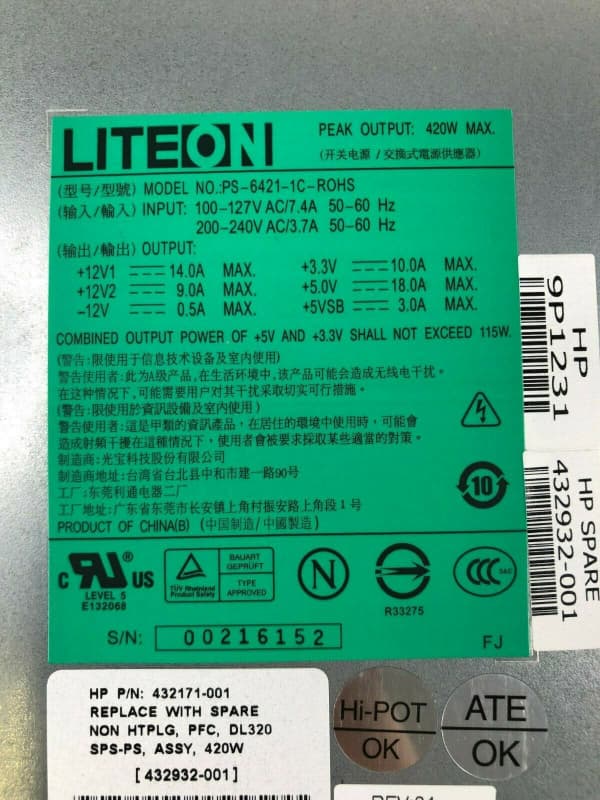 LITEON
PEAK OUTPUT: 420W MAX.
(开关电源 / 交換式電源供應器)
(型号/型號) MODEL NO.:PS-6421-1C-ROHS
(输入/輸入) INPUT: 100-127V AC/7.4A 50-60 Hz
200-240V AC/3.7A 50-60 Hz
(输出/輸出) OUTPUT:
+12V1 14.0A MAX. +3.3V 10.0A MAX.
+12V2 9.0A MAX. +5.0V 18.0A MAX.
-12V 0.5A MAX. +5VSB 3.0A MAX.
COMBINED OUTPUT POWER OF +5V AND +3.3V SHALL NOT EXCEED 115W.
(警告:限使用于信息技术设备及室内使用)
警告使用者:此为A级产品,在生活环境中,该产品可能会造成无线电干扰。
在这种情况下,可能需要用户对其干扰采取切实可行措施。
(警告:限使用於資訊設備及室內使用)
警告使用者:這是甲類的資訊產品,在居住的環境中使用時,可能會
造成射頻干擾在這種情況下,使用者會被要求採取某些適當的對策。
制造商:光宝科技股份有限公司
制造商地址:台湾省台北县中和市建一路90号
工厂:东莞利通电器二厂
工厂地址:广东省东莞市长安镇上角村振安路上角段1号
PRODUCT OF CHINA(B) (中国制造/中國製造)
10
C RU ® US
LEVEL 5
E132068
TÜV Rheinland
Product Safety
BAUART
GEPRÜFT
TYPE
APPROVED
N
R33275
CCC S&E
S/N: 00216152
FJ
HP
9P1231
HP SPARE
432932-001
HP P/N: 432171-001
REPLACE WITH SPARE
NON HTPLG, PFC, DL320
SPS-PS, ASSY, 420W
[432932-001]
Hi-POT
OK
ATE
OK